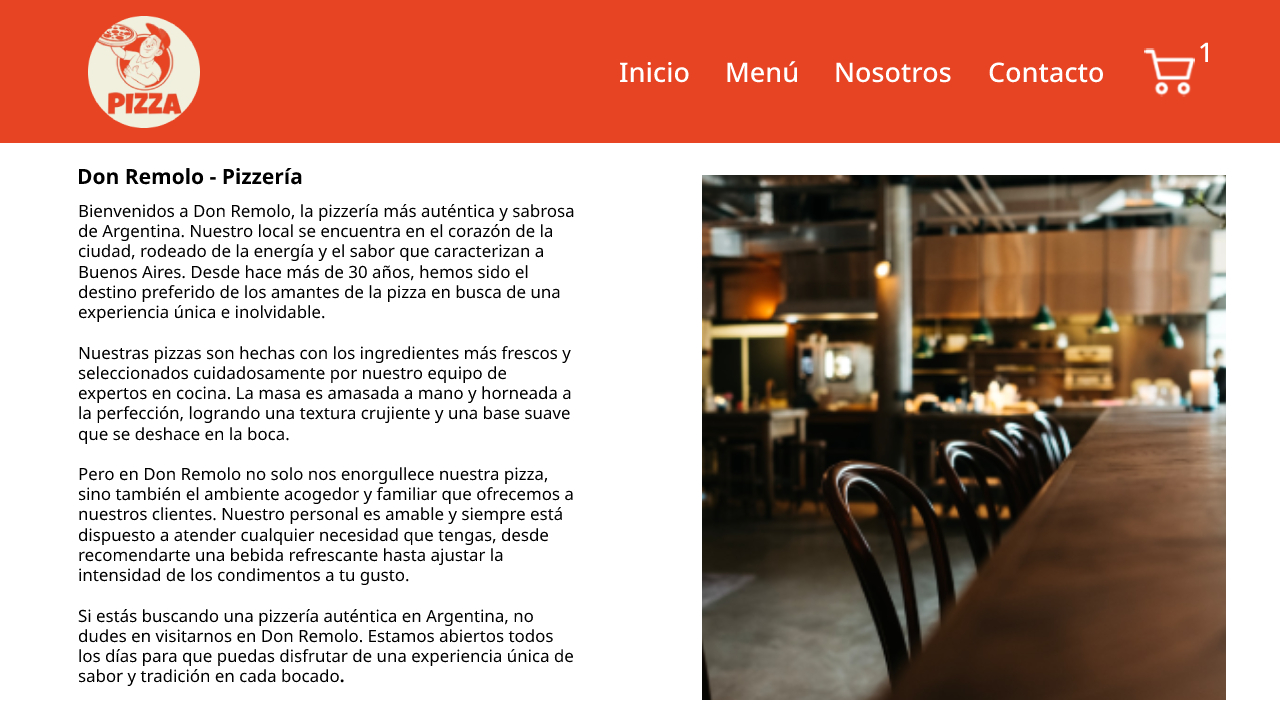 PIZZA
Inicio Menú Nosotros Contacto 1
Don Remolo - Pizzería
Bienvenidos a Don Remolo, la pizzería más auténtica y sabrosa
de Argentina. Nuestro local se encuentra en el corazón de la
ciudad, rodeado de la energía y el sabor que caracterizan a
Buenos Aires. Desde hace más de 30 años, hemos sido el
destino preferido de los amantes de la pizza en busca de una
experiencia única e inolvidable.
Nuestras pizzas son hechas con los ingredientes más frescos y
seleccionados cuidadosamente por nuestro equipo de
expertos en cocina. La masa es amasada a mano y horneada a
la perfección, logrando una textura crujiente y una base suave
que se deshace en la boca.
Pero en Don Remolo no solo nos enorgullece nuestra pizza,
sino también el ambiente acogedor y familiar que ofrecemos a
nuestros clientes. Nuestro personal es amable y siempre está
dispuesto a atender cualquier necesidad que tengas, desde
recomendarte una bebida refrescante hasta ajustar la
intensidad de los condimentos a tu gusto.
Si estás buscando una pizzería auténtica en Argentina, no
dudes en visitarnos en Don Remolo. Estamos abiertos todos
los días para que puedas disfrutar de una experiencia única de
sabor y tradición en cada bocado.